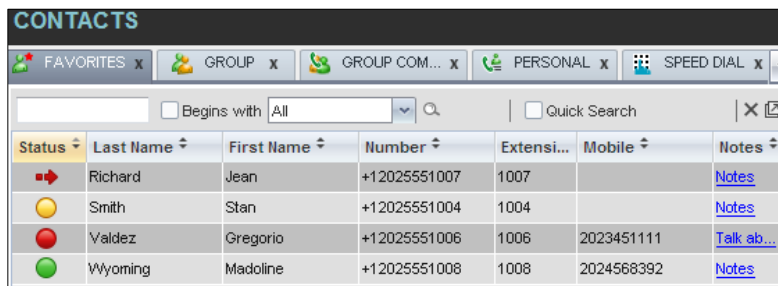 CONTACTS
FAVORITES x GROUP x GROUP COM... x PERSONAL x SPEED DIAL x
Begins with All Quick Search
Status Last Name First Name Number Extensi... Mobile Notes
Richard Jean +12025551007 1007 Notes
Smith Stan +12025551004 1004 Notes
Valdez Gregorio +12025551006 1006 2023451111 Talk ab...
Wyoming Madoline +12025551008 1008 2024568392 Notes